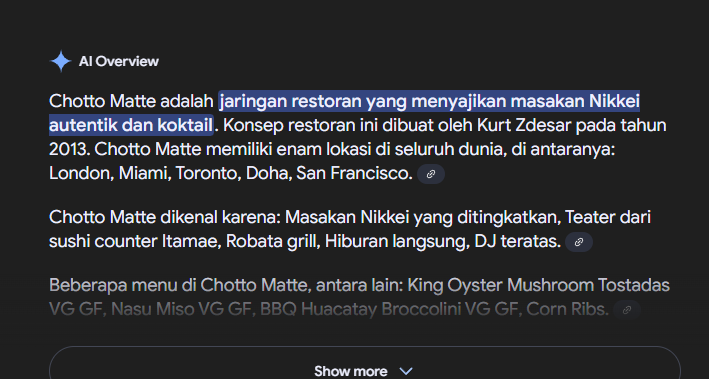 AI Overview
Chotto Matte adalah jaringan restoran yang menyajikan masakan Nikkei
autentik dan koktail. Konsep restoran ini dibuat oleh Kurt Zdesar pada tahun
2013. Chotto Matte memiliki enam lokasi di seluruh dunia, di antaranya:
London, Miami, Toronto, Doha, San Francisco.
Chotto Matte dikenal karena: Masakan Nikkei yang ditingkatkan, Teater dari
sushi counter Itamae, Robata grill, Hiburan langsung, DJ teratas.
Beberapa menu di Chotto Matte, antara lain: King Oyster Mushroom Tostadas
VG GF, Nasu Miso VG GF, BBQ Huacatay Broccolini VG GF, Corn Ribs.
Show more